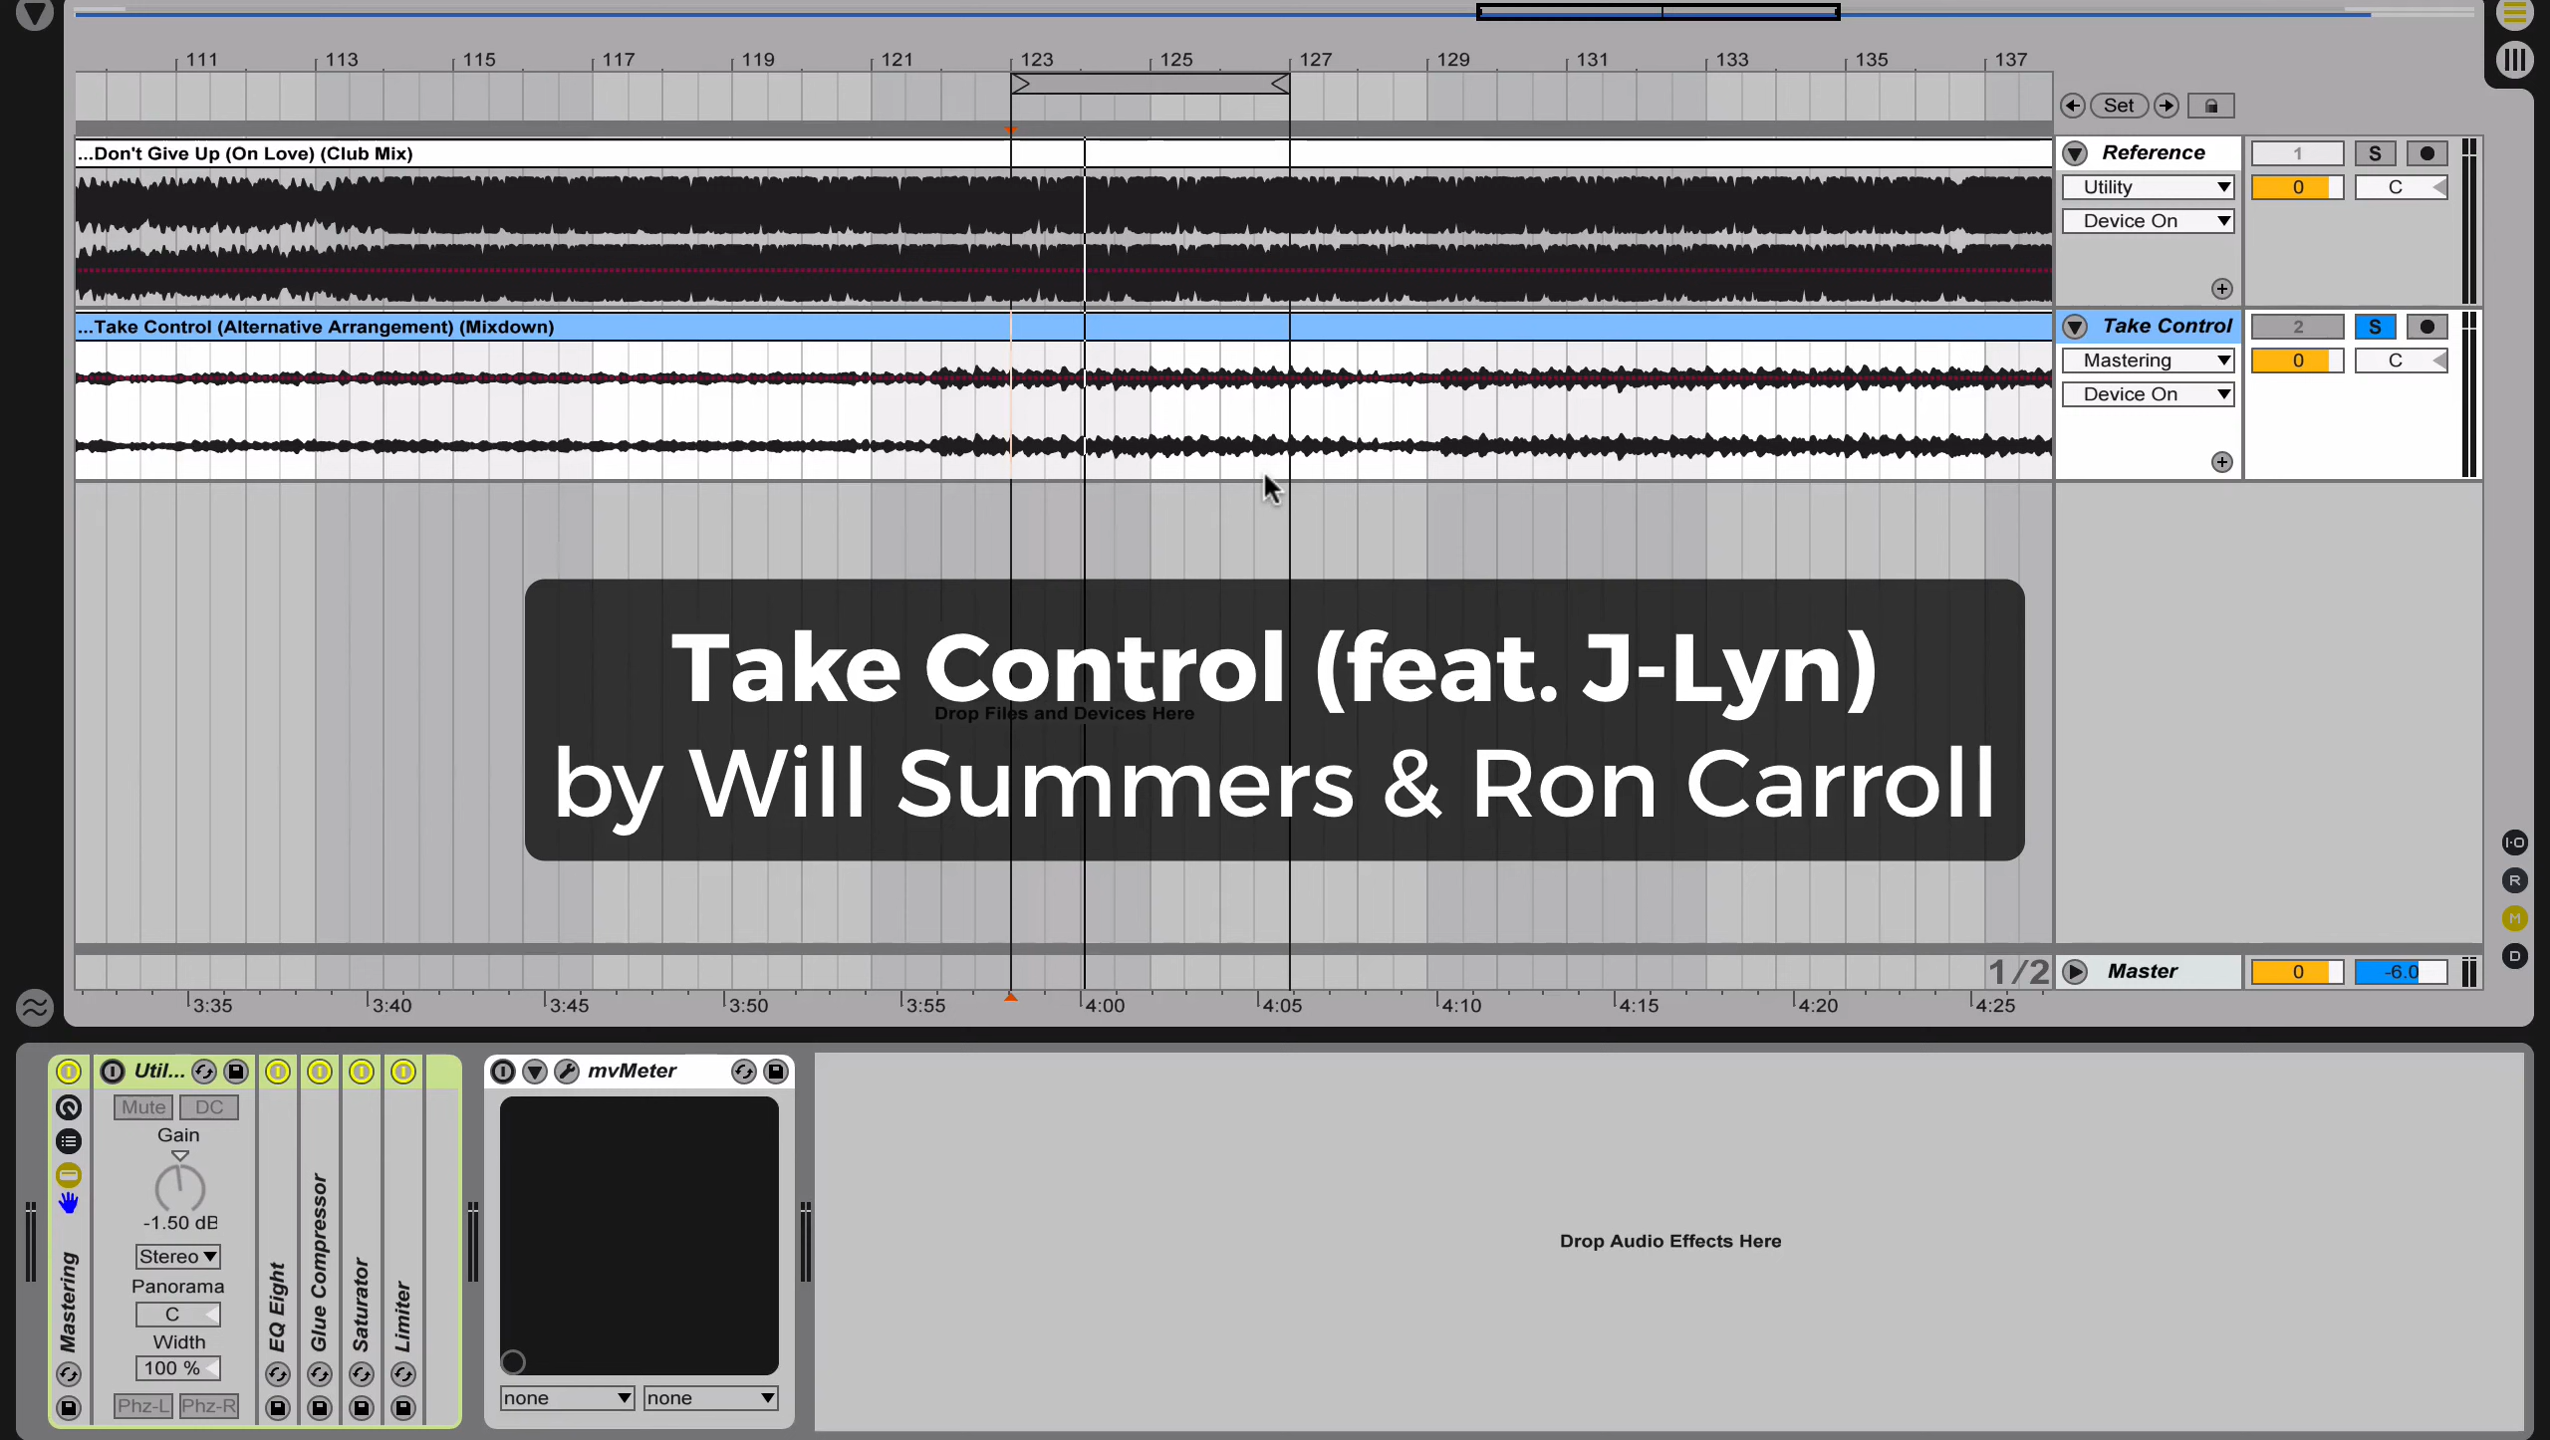 111 113 115 117 119 121 123 125 127 129 131 133 135 137
Set
...Don't Give Up (On Love) (Club Mix)
Reference 1 S
Utility 0 C
Device On
...Take Control (Alternative Arrangement) (Mixdown)
Take Control 2 S
Mastering 0 C
Device On
Take Control (feat. J-Lyn)
Drop Files and Devices Here
by Will Summers & Ron Carroll
I·O
R
M
D
1/2 Master 0 -6.0
3:35 3:40 3:45 3:50 3:55 4:00 4:05 4:10 4:15 4:20 4:25
Util... mvMeter
Mute DC
Gain
-1.50 dB
Stereo
Panorama
C
Width
100 %
Phz-L Phz-R
Mastering
EQ Eight
Glue Compressor
Saturator
Limiter
none none
Drop Audio Effects Here